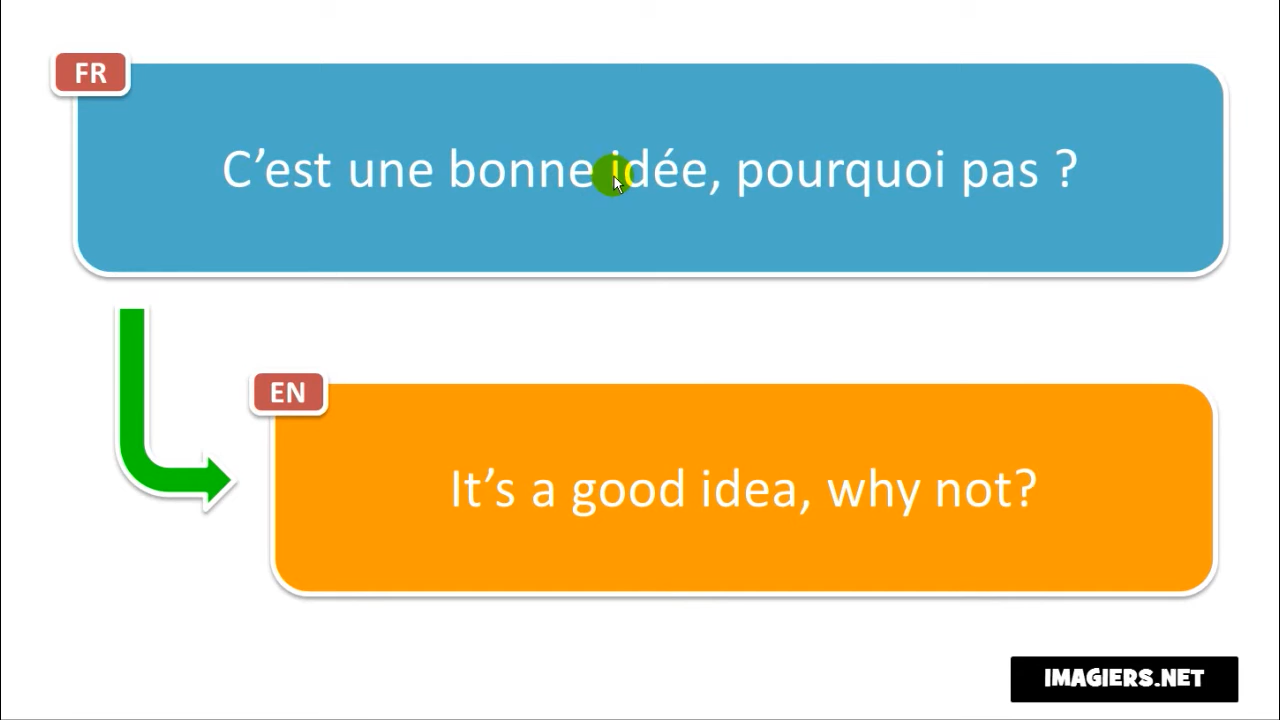 FR
C’est une bonne idée, pourquoi pas ?
EN
It’s a good idea, why not?
IMAGIERS.NET